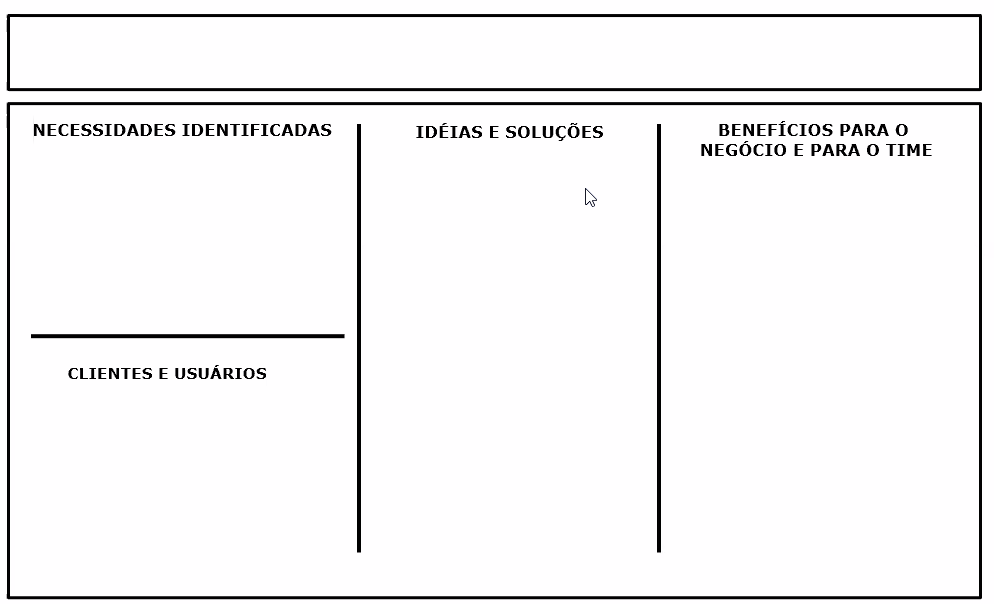 NECESSIDADES IDENTIFICADAS
CLIENTES E USUÁRIOS
IDÉIAS E SOLUÇÕES
BENEFÍCIOS PARA O
NEGÓCIO E PARA O TIME